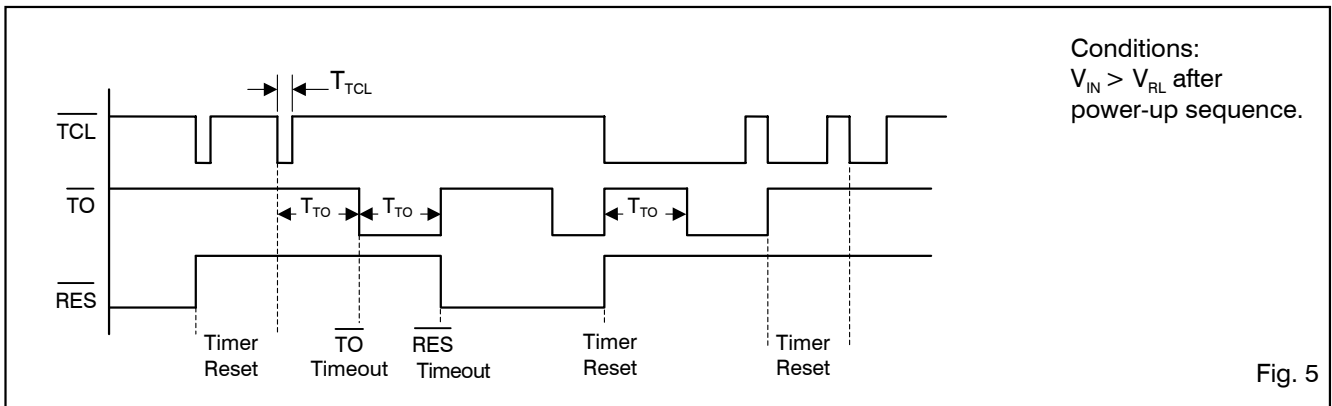 Conditions:
V_IN > V_RL after
power-up sequence.
T_TCL
TCL
TO
T_TO
T_TO
T_TO
RES
Timer
Reset
TO
Timeout
RES
Timeout
Timer
Reset
Timer
Reset
Fig. 5